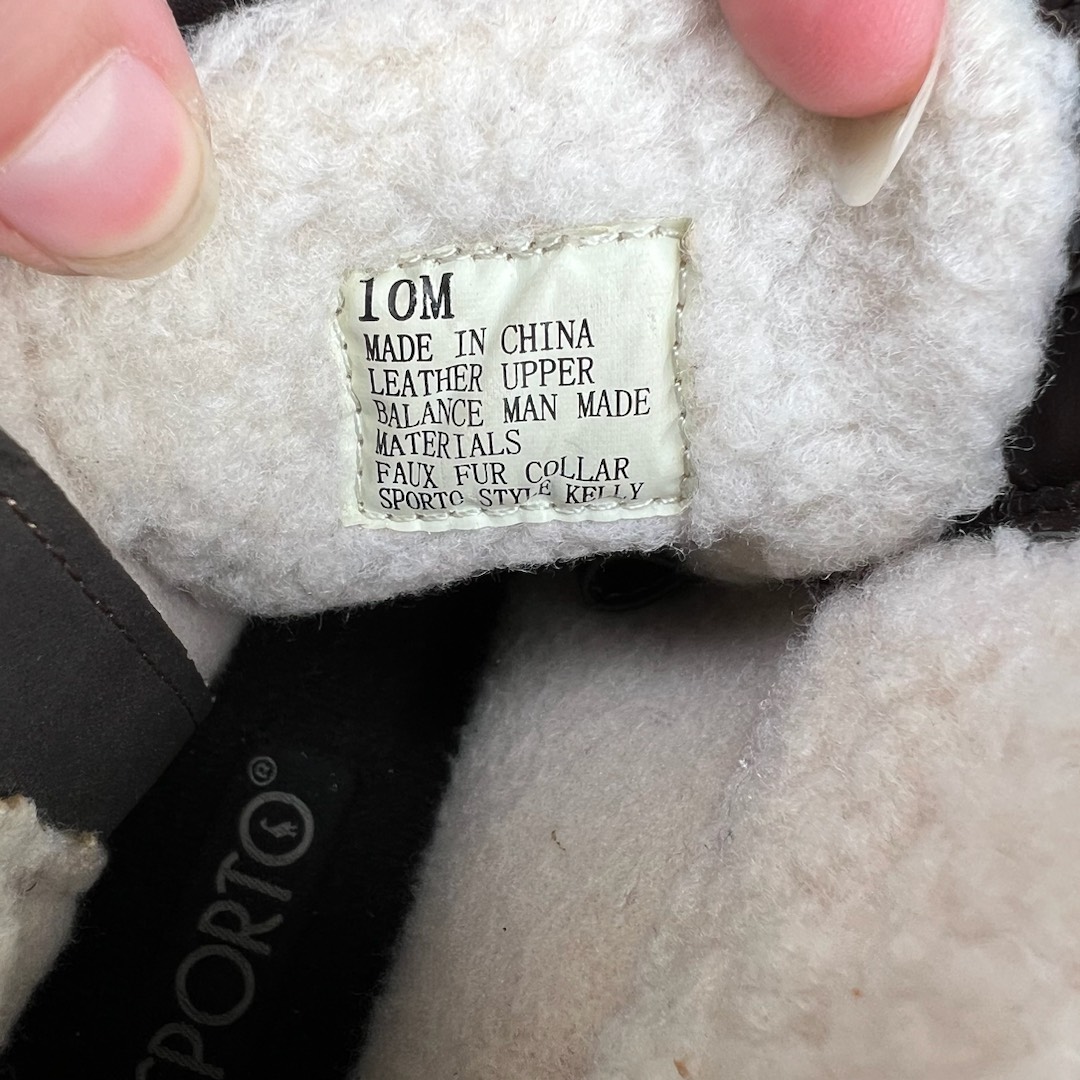 10M
MADE IN CHINA
LEATHER UPPER
BALANCE MAN MADE
MATERIALS
FAUX FUR COLLAR
SPORTO STYLE KELLY
SPORTO®